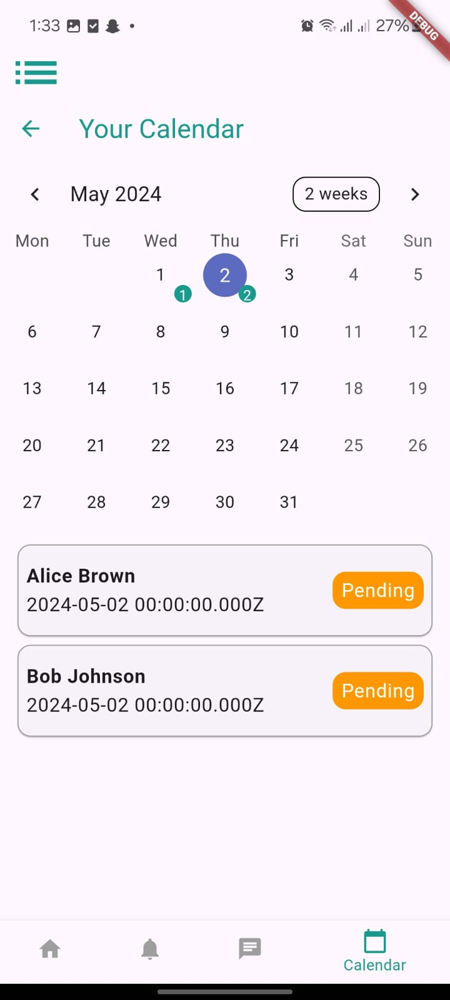 1:33 27%
DEBUG
Your Calendar
May 2024 2 weeks
Mon Tue Wed Thu Fri Sat Sun
1 2 3 4 5
1 2
6 7 8 9 10 11 12
13 14 15 16 17 18 19
20 21 22 23 24 25 26
27 28 29 30 31
Alice Brown
2024-05-02 00:00:00.000Z
Pending
Bob Johnson
2024-05-02 00:00:00.000Z
Pending
Calendar